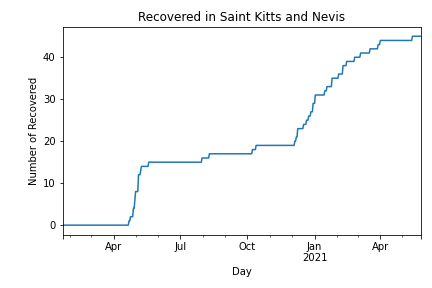 Recovered in Saint Kitts and Nevis
40
30
20
10
0
Number of Recovered
Apr
Jul
Oct
Jan
2021
Apr
Day